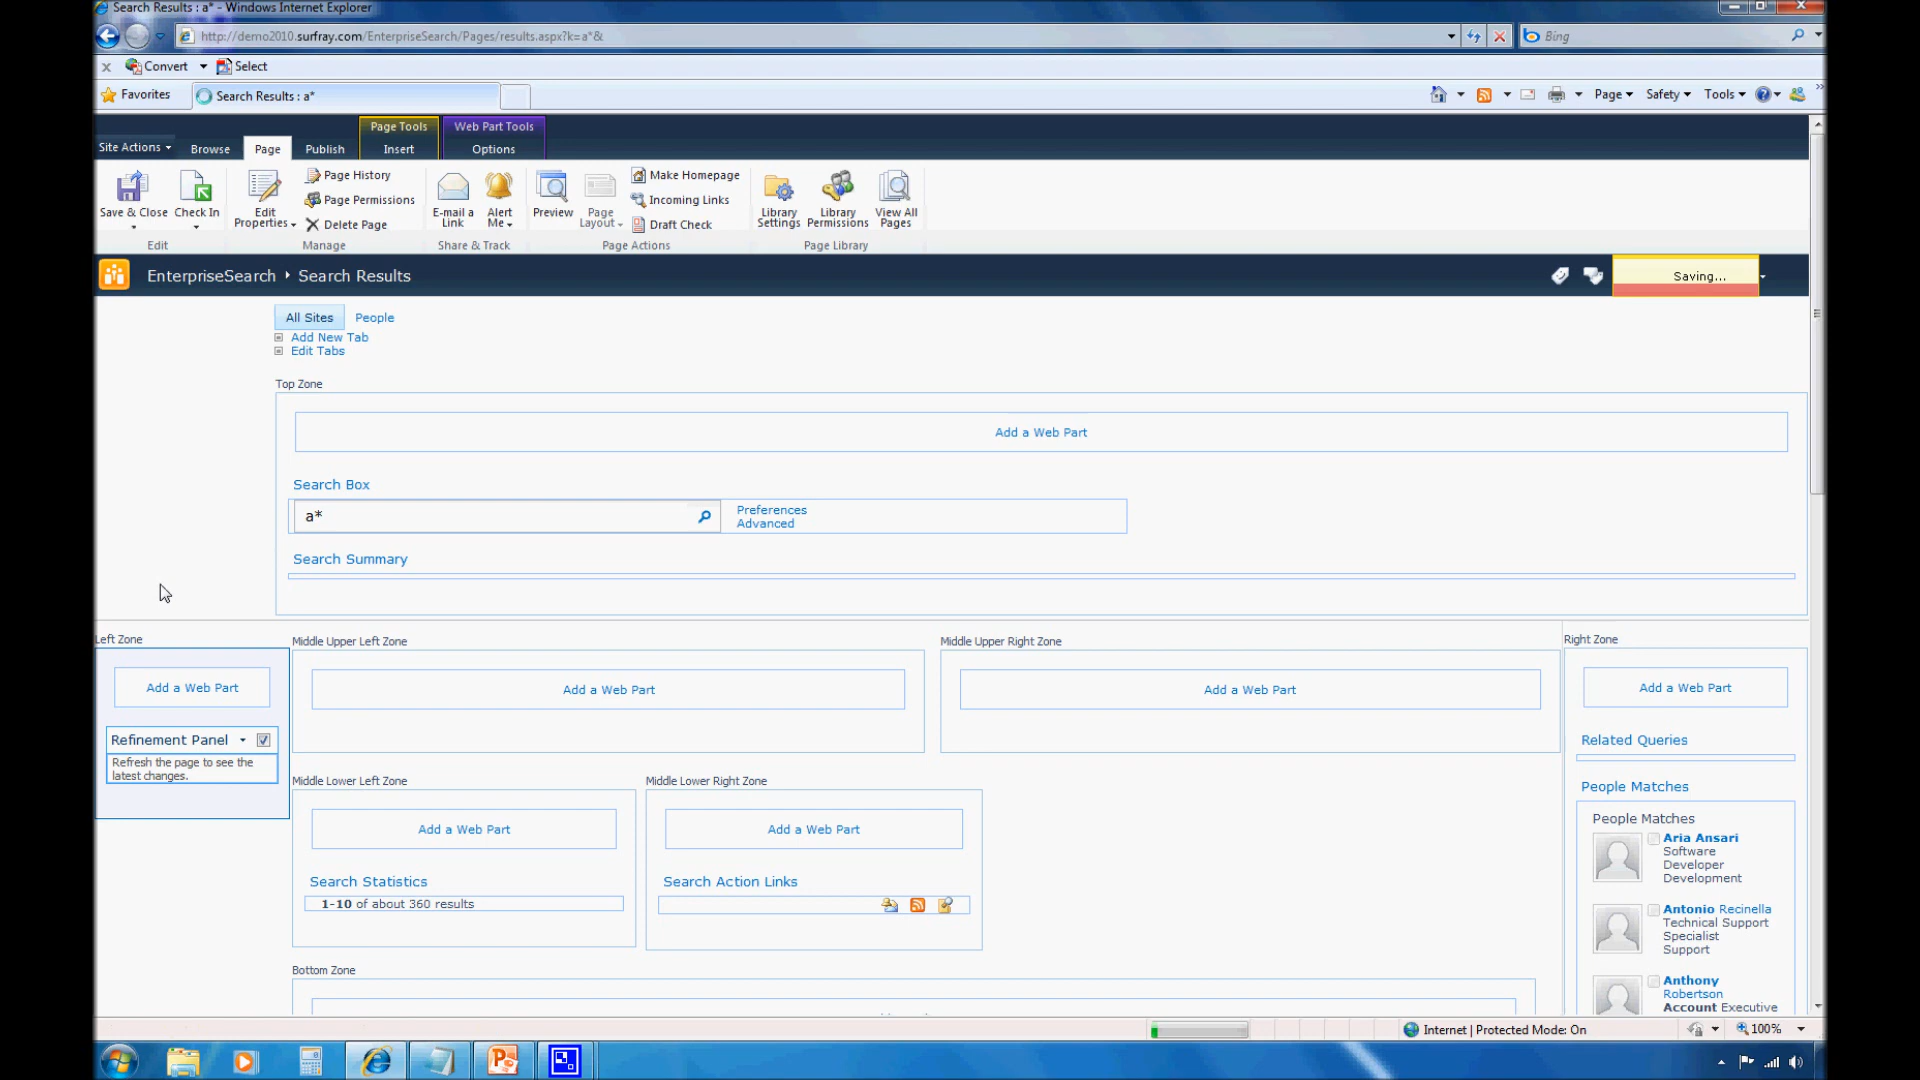 Search Results : a* - Windows Internet Explorer
http://demo2010.surfray.com/EnterpriseSearch/Pages/results.aspx?k=a*&
Bing
x Convert Select
Favorites
Search Results : a*
Page Safety Tools
Page Tools
Web Part Tools
Site Actions
Browse
Page
Publish
Insert
Options
Save & Close
Check In
Edit
Edit Properties
Page History
Page Permissions
Delete Page
Manage
E-mail a Link
Alert Me
Share & Track
Preview
Page Layout
Make Homepage
Incoming Links
Draft Check
Page Actions
Library Settings
Library Permissions
View All Pages
Page Library
EnterpriseSearch
Search Results
Saving...
All Sites
People
Add New Tab
Edit Tabs
Top Zone
Add a Web Part
Search Box
a*
Preferences
Advanced
Search Summary
Left Zone
Add a Web Part
Refinement Panel
Refresh the page to see the
latest changes.
Middle Upper Left Zone
Add a Web Part
Middle Upper Right Zone
Add a Web Part
Middle Lower Left Zone
Add a Web Part
Search Statistics
1-10 of about 360 results
Middle Lower Right Zone
Add a Web Part
Search Action Links
Bottom Zone
Right Zone
Add a Web Part
Related Queries
People Matches
People Matches
Aria Ansari
Software
Developer
Development
Antonio Recinella
Technical Support
Specialist
Support
Anthony
Robertson
Account Executive
Internet | Protected Mode: On
100%